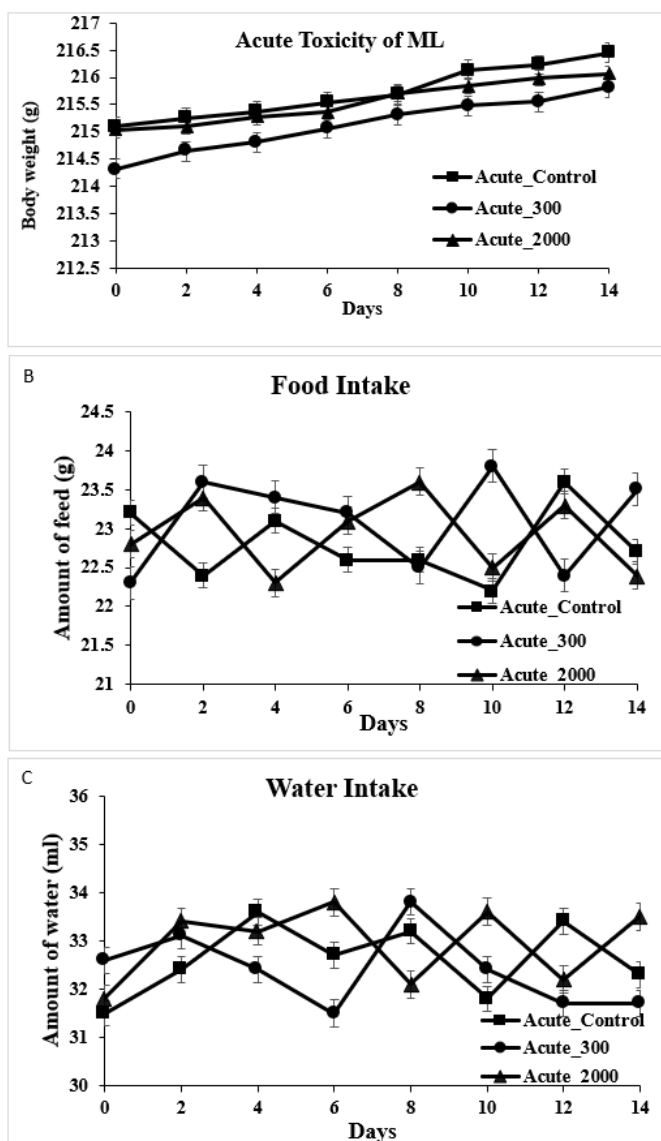 Acute Toxicity of ML
Body weight (g)
217
216.5
216
215.5
215
214.5
214
213.5
213
212.5
Acute_Control
Acute_300
Acute_2000
0 2 4 6 8 10 12 14
Days
B
Food Intake
Amount of feed (g)
24.5
24
23.5
23
22.5
22
21.5
21
Acute_Control
Acute_300
Acute_2000
0 2 4 6 8 10 12 14
Days
C
Water Intake
Amount of water (ml)
36
35
34
33
32
31
30
Acute_Control
Acute_300
Acute_2000
0 2 4 6 8 10 12 14
Days